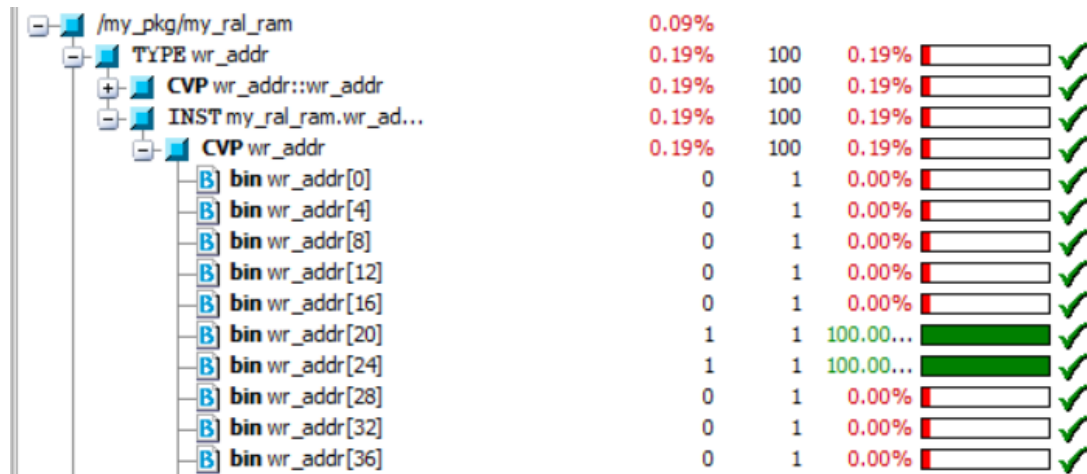 /my_pkg/my_ral_ram 0.09%
TYPE wr_addr 0.19% 100 0.19%
CVP wr_addr::wr_addr 0.19% 100 0.19%
INST my_ral_ram.wr_ad... 0.19% 100 0.19%
CVP wr_addr 0.19% 100 0.19%
B bin wr_addr[0] 0 1 0.00%
B bin wr_addr[4] 0 1 0.00%
B bin wr_addr[8] 0 1 0.00%
B bin wr_addr[12] 0 1 0.00%
B bin wr_addr[16] 0 1 0.00%
B bin wr_addr[20] 1 1 100.00...
B bin wr_addr[24] 1 1 100.00...
B bin wr_addr[28] 0 1 0.00%
B bin wr_addr[32] 0 1 0.00%
B bin wr_addr[36] 0 1 0.00%